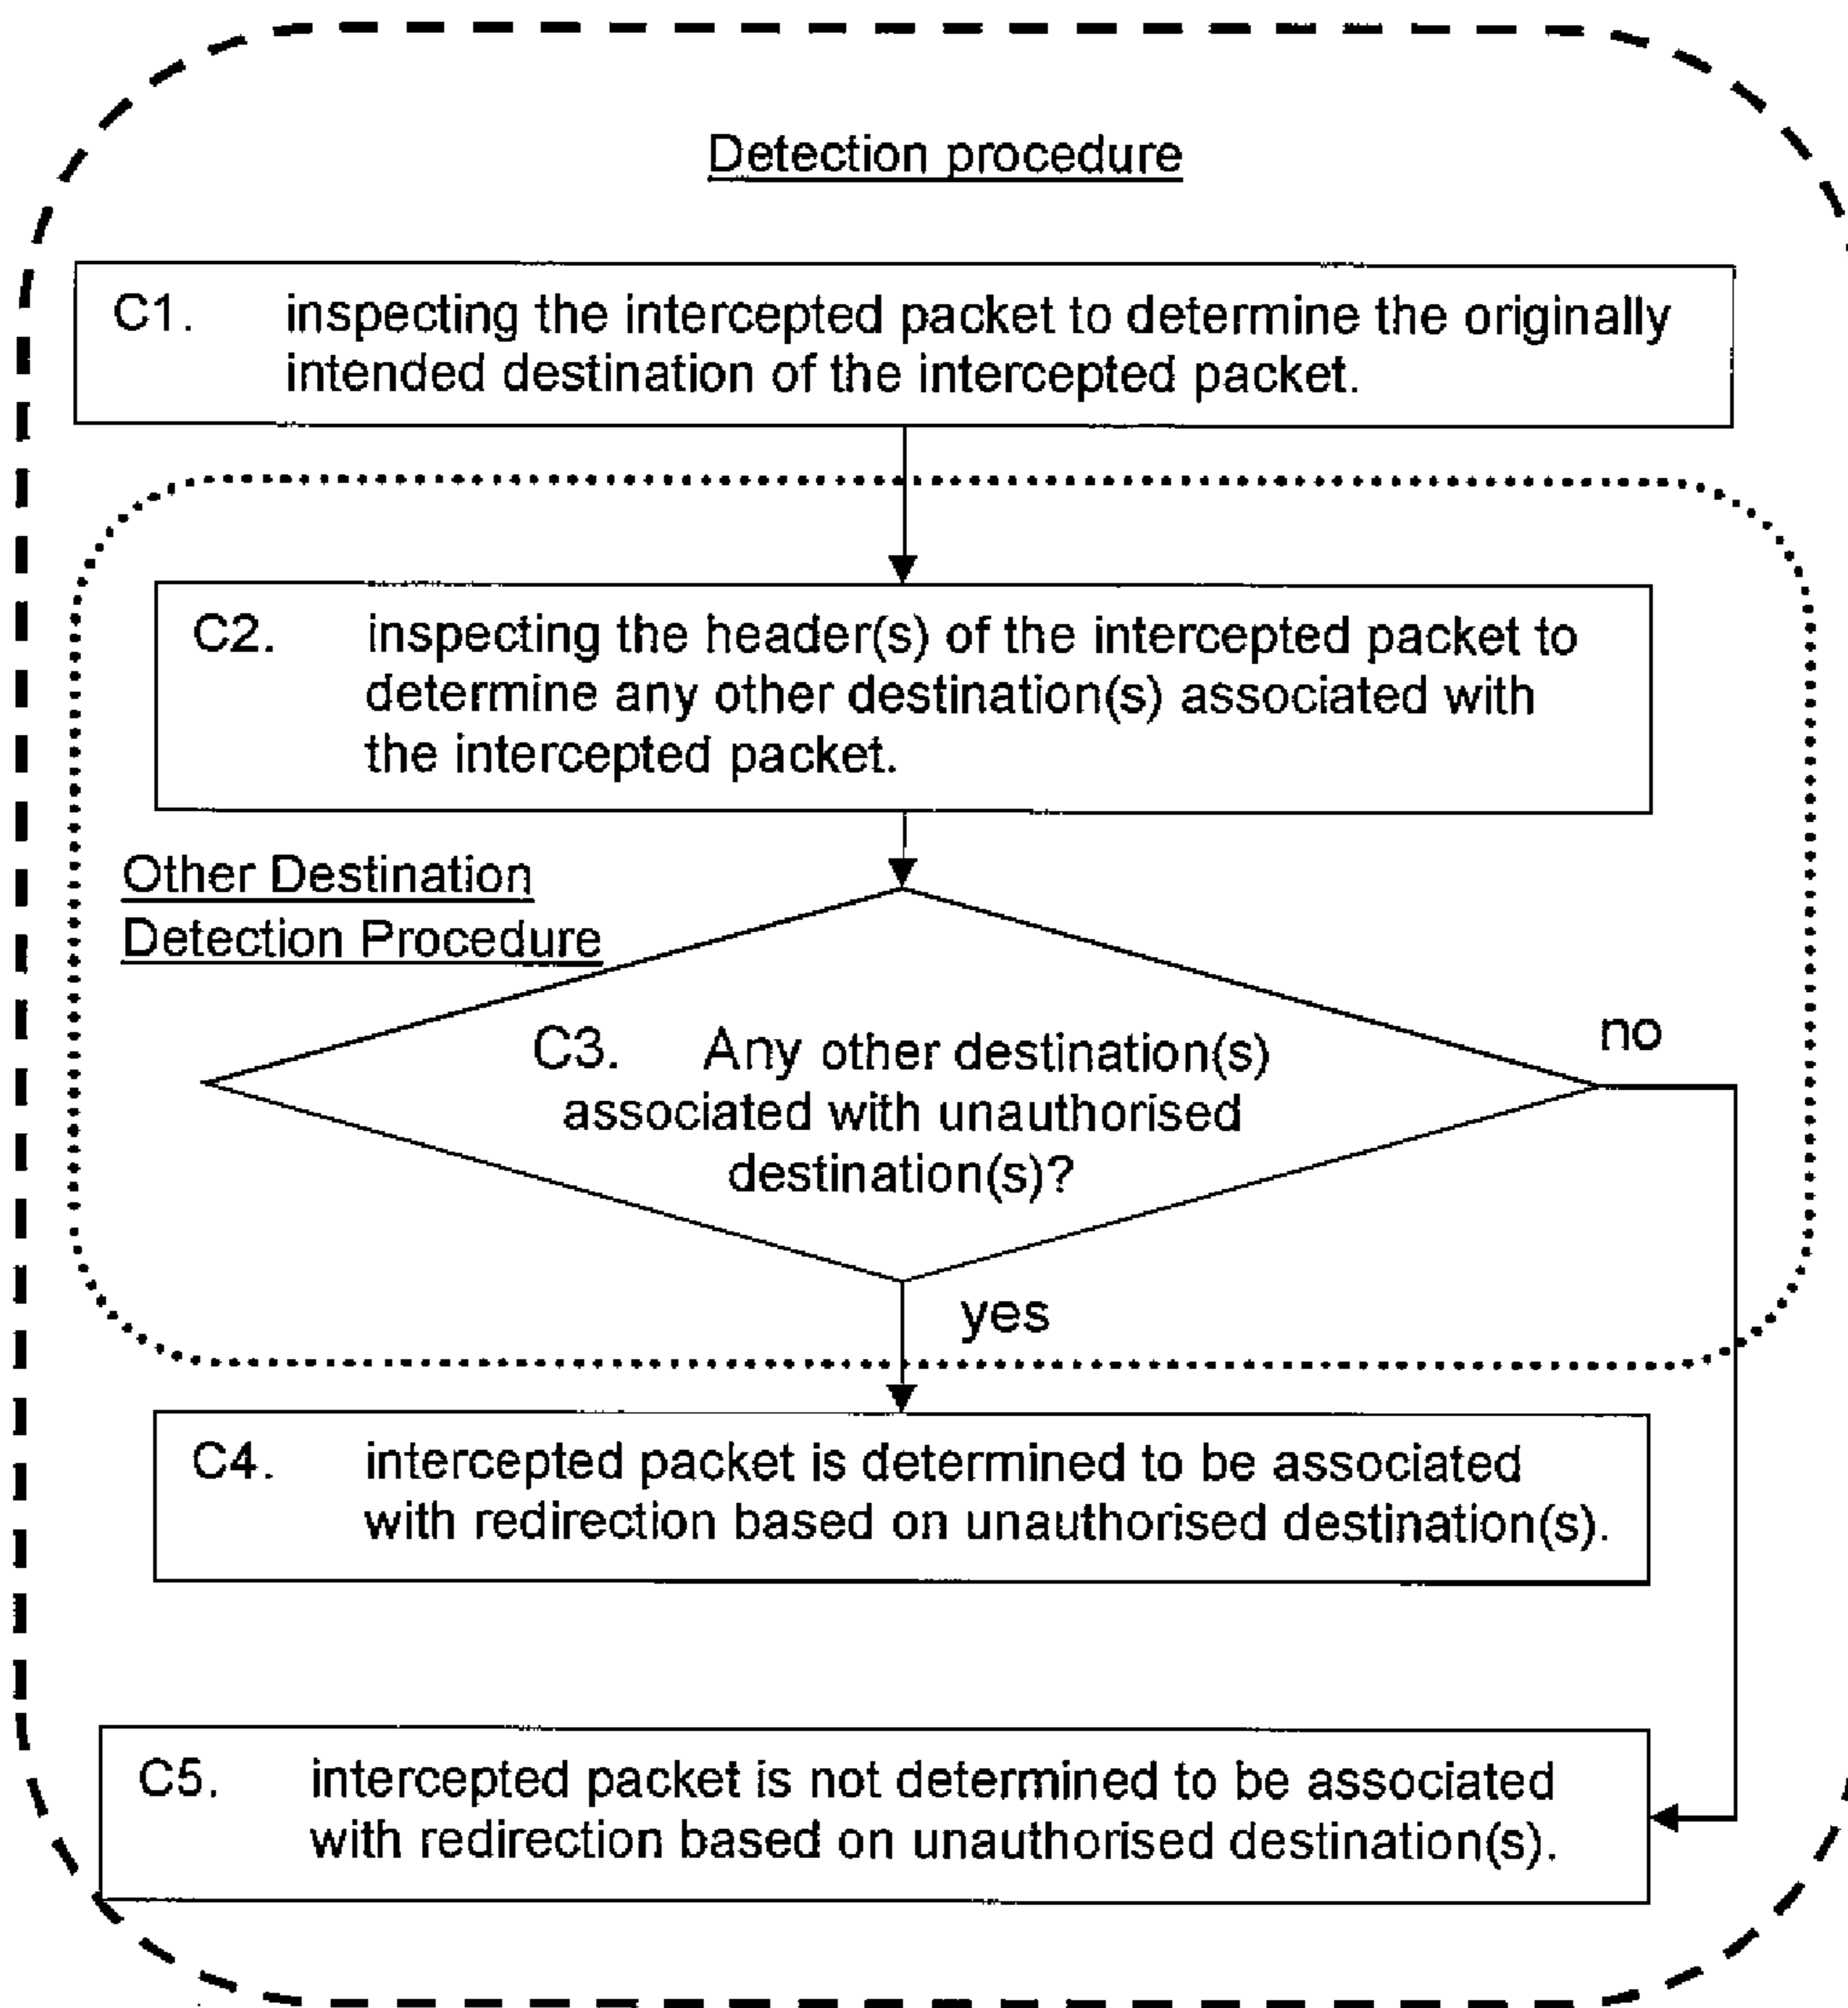 Detection procedure
C1. inspecting the intercepted packet to determine the originally
intended destination of the intercepted packet.
C2. inspecting the header(s) of the intercepted packet to
determine any other destination(s) associated with
the intercepted packet.
Other Destination
Detection Procedure
C3. Any other destination(s)
associated with unauthorised
destination(s)?
no
yes
C4. intercepted packet is determined to be associated
with redirection based on unauthorised destination(s).
C5. intercepted packet is not determined to be associated
with redirection based on unauthorised destination(s).